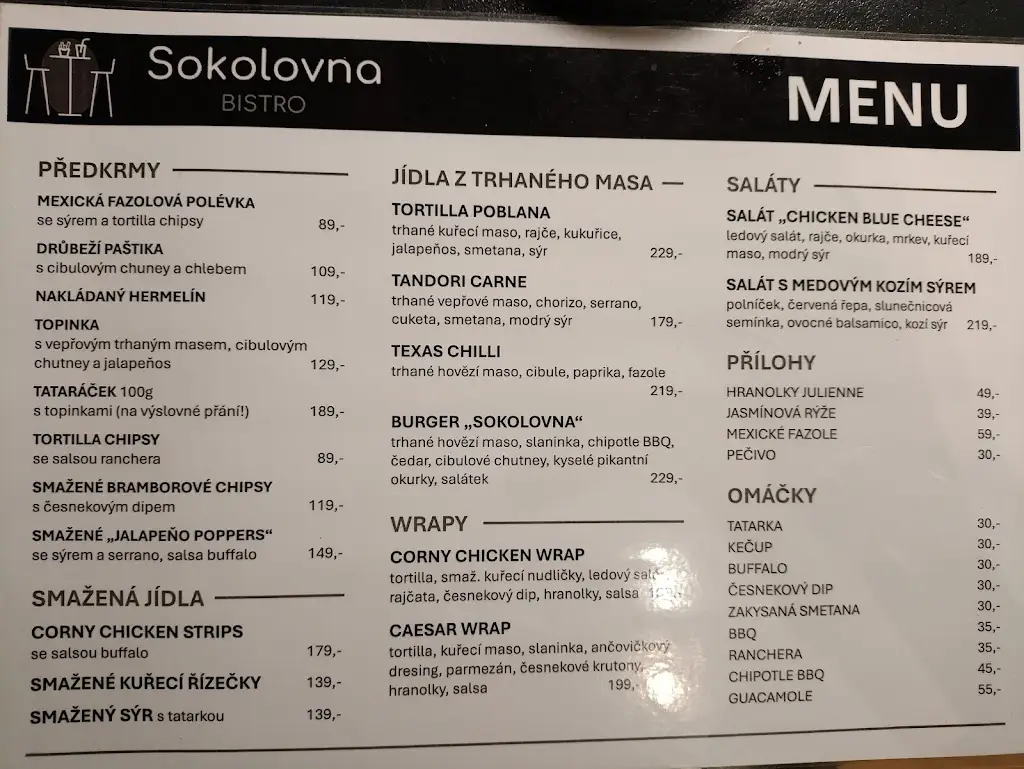 Sokolovna
BISTRO
MENU
PŘEDKRMY
MEXICKÁ FAZOLOVÁ POLÉVKA
se sýrem a tortilla chipsy 89,-
DRŮBEŽÍ PAŠTIKA
s cibulovým chuney a chlebem 109,-
NAKLÁDANÝ HERMELÍN 119,-
TOPINKA
s vepřovým trhaným masem, cibulovým
chutney a jalapeños 129,-
TATARÁČEK 100g
s topinkami (na výslovné přání!) 189,-
TORTILLA CHIPSY
se salsou ranchera 89,-
SMAŽENÉ BRAMBOROVÉ CHIPSY
s česnekovým dipem 119,-
SMAŽENÉ „JALAPEÑO POPPERS“
se sýrem a serrano, salsa buffalo 149,-
SMAŽENÁ JÍDLA
CORNY CHICKEN STRIPS
se salsou buffalo 179,-
SMAŽENÉ KUŘECÍ ŘÍZEČKY 139,-
SMAŽENÝ SÝR s tatarkou 139,-
JÍDLA Z TRHANÉHO MASA
TORTILLA POBLANA
trhané kuřecí maso, rajče, kukuřice,
jalapeños, smetana, sýr 229,-
TANDORI CARNE
trhané vepřové maso, chorizo, serrano,
cuketa, smetana, modrý sýr 179,-
TEXAS CHILLI
trhané hovězí maso, cibule, paprika, fazole
219,-
BURGER „SOKOLOVNA“
trhané hovězí maso, slaninka, chipotle BBQ,
čedar, cibulové chutney, kyselé pikantní
okurky, salátek 229,-
WRAPY
CORNY CHICKEN WRAP
tortilla, smaž. kuřecí nudličky, ledový
rajčata, česnekový dip, hranolky, salsa
CAESAR WRAP
tortilla, kuřecí maso, slaninka, ančovičkový
dresing, parmezán, česnekové krutony,
hranolky, salsa 199,-
SALÁTY
SALÁT „CHICKEN BLUE CHEESE“
ledový salát, rajče, okurka, mrkev, kuřecí
maso, modrý sýr 189,-
SALÁT S MEDOVÝM KOZÍM SÝREM
polníček, červená řepa, slunečnicová
semínka, ovocné balsamico, kozí sýr 219,-
PŘÍLOHY
HRANOLKY JULIENNE 49,-
JASMÍNOVÁ RÝŽE 39,-
MEXICKÉ FAZOLE 59,-
PEČIVO 30,-
OMÁČKY
TATARKA 30,-
KEČUP 30,-
BUFFALO 30,-
ČESNEKOVÝ DIP 30,-
ZAKYSANÁ SMETANA 30,-
BBQ 35,-
RANCHERA 35,-
CHIPOTLE BBQ 45,-
GUACAMOLE 55,-